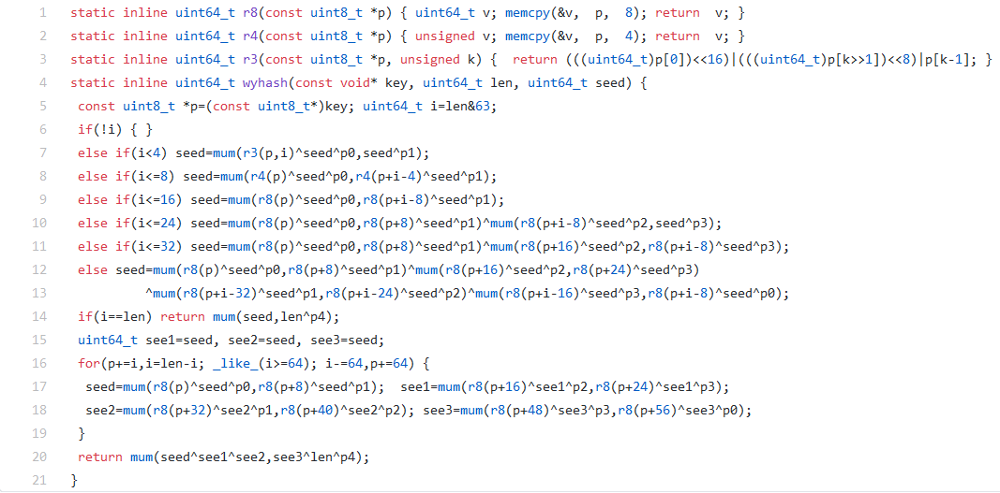 1 static inline uint64_t r8(const uint8_t *p) { uint64_t v; memcpy(&v, p, 8); return v; }
2 static inline uint64_t r4(const uint8_t *p) { unsigned v; memcpy(&v, p, 4); return v; }
3 static inline uint64_t r3(const uint8_t *p, unsigned k) { return (((uint64_t)p[0])<<16)|(((uint64_t)p[k>>1])<<8)|p[k-1]; }
4 static inline uint64_t wyhash(const void* key, uint64_t len, uint64_t seed) {
5  const uint8_t *p=(const uint8_t*)key; uint64_t i=len&63;
6  if(!i) { }
7  else if(i<4) seed=mum(r3(p,i)^seed^p0,seed^p1);
8  else if(i<=8) seed=mum(r4(p)^seed^p0,r4(p+i-4)^seed^p1);
9  else if(i<=16) seed=mum(r8(p)^seed^p0,r8(p+i-8)^seed^p1);
10  else if(i<=24) seed=mum(r8(p)^seed^p0,r8(p+8)^seed^p1)^mum(r8(p+i-8)^seed^p2,seed^p3);
11  else if(i<=32) seed=mum(r8(p)^seed^p0,r8(p+8)^seed^p1)^mum(r8(p+16)^seed^p2,r8(p+i-8)^seed^p3);
12  else seed=mum(r8(p)^seed^p0,r8(p+8)^seed^p1)^mum(r8(p+16)^seed^p2,r8(p+24)^seed^p3)
13           ^mum(r8(p+i-32)^seed^p1,r8(p+i-24)^seed^p2)^mum(r8(p+i-16)^seed^p3,r8(p+i-8)^seed^p0);
14  if(i==len) return mum(seed,len^p4);
15  uint64_t see1=seed, see2=seed, see3=seed;
16  for(p+=i,i=len-i; _like_(i>=64); i-=64,p+=64) {
17   seed=mum(r8(p)^seed^p0,r8(p+8)^seed^p1);  see1=mum(r8(p+16)^see1^p2,r8(p+24)^see1^p3);
18   see2=mum(r8(p+32)^see2^p1,r8(p+40)^see2^p2); see3=mum(r8(p+48)^see3^p3,r8(p+56)^see3^p0);
19  }
20  return mum(seed^see1^see2,see3^len^p4);
21 }